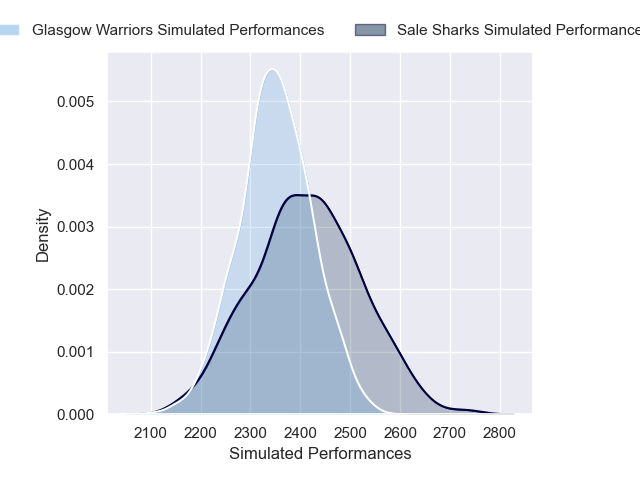 Glasgow Warriors Simulated Performances
Sale Sharks Simulated Performance
0.005
0.004
0.003
0.002
0.001
0.000
Density
2100 2200 2300 2400 2500 2600 2700 2800
Simulated Performances